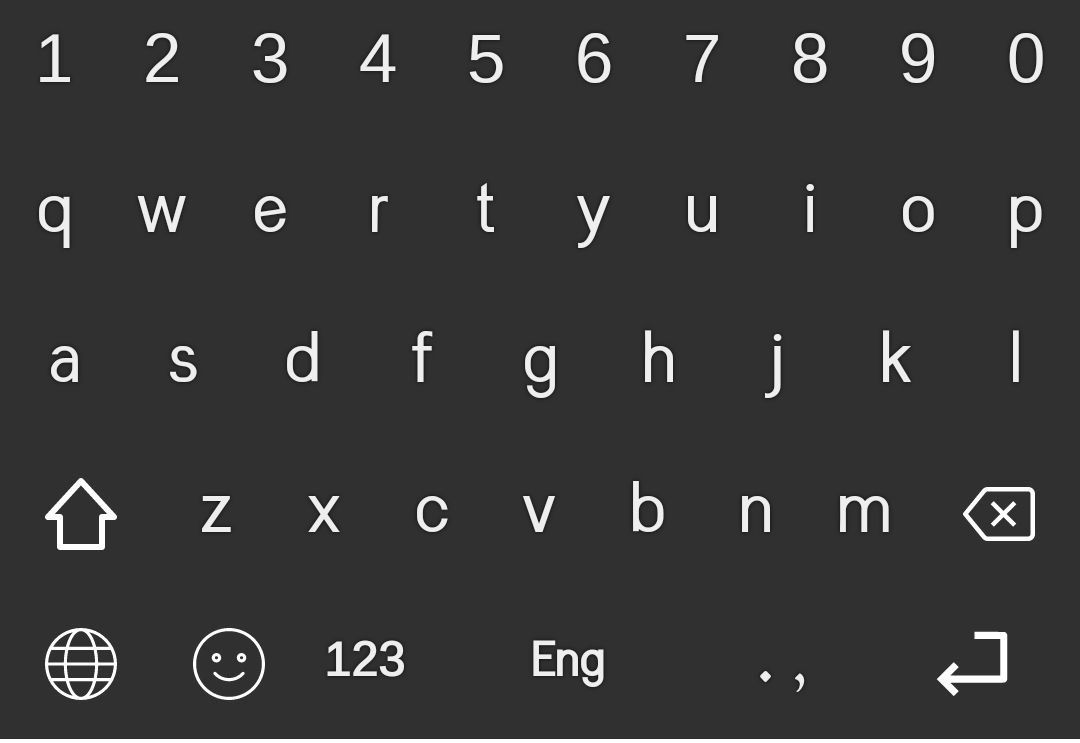 1 2 3 4 5 6 7 8 9 0
q w e r t y u i o p
a s d f g h j k l
z x c v b n m
123 Eng . ,